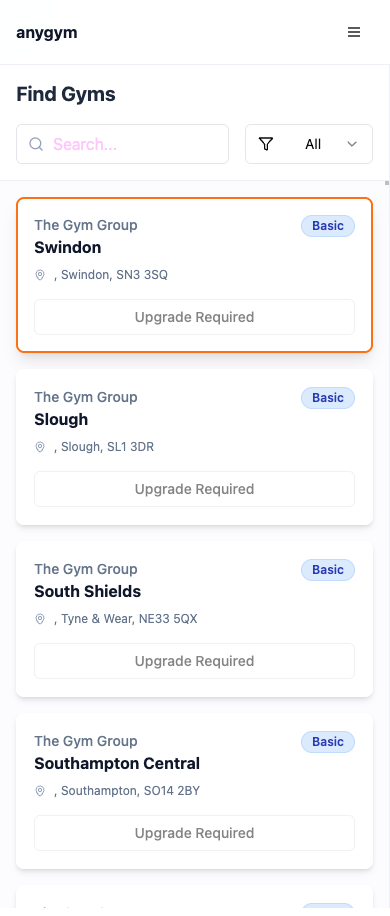 anygym
Find Gyms
Search...
All
The Gym Group
Basic
Swindon
, Swindon, SN3 3SQ
Upgrade Required
The Gym Group
Basic
Slough
, Slough, SL1 3DR
Upgrade Required
The Gym Group
Basic
South Shields
, Tyne & Wear, NE33 5QX
Upgrade Required
The Gym Group
Basic
Southampton Central
, Southampton, SO14 2BY
Upgrade Required